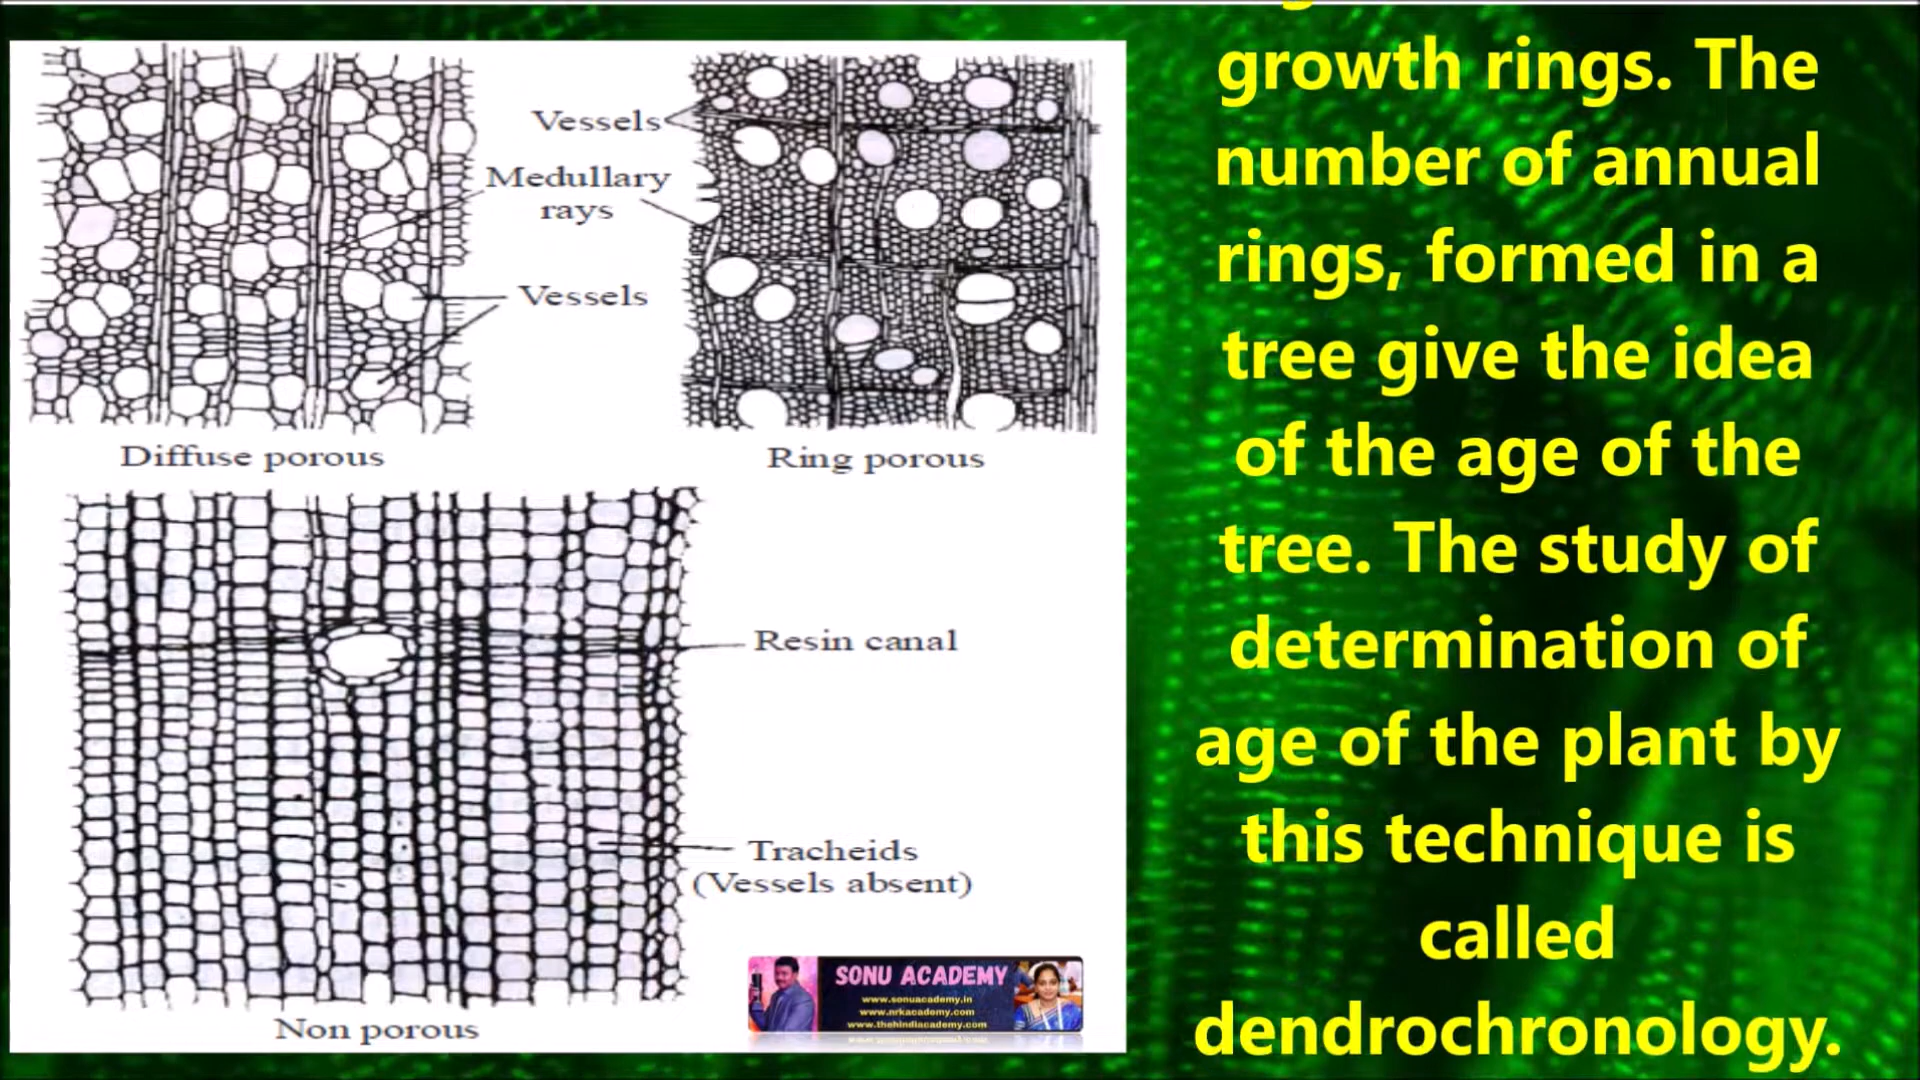 Vessels
Medullary
rays
Vessels
Diffuse porous
Ring porous
Resin canal
Tracheids
(Vessels absent)
Non porous
SONU ACADEMY
www.sonuacademy.in
www.nrkacademy.com
www.thehindiacademy.com
growth rings. The
number of annual
rings, formed in a
tree give the idea
of the age of the
tree. The study of
determination of
age of the plant by
this technique is
called
dendrochronology.